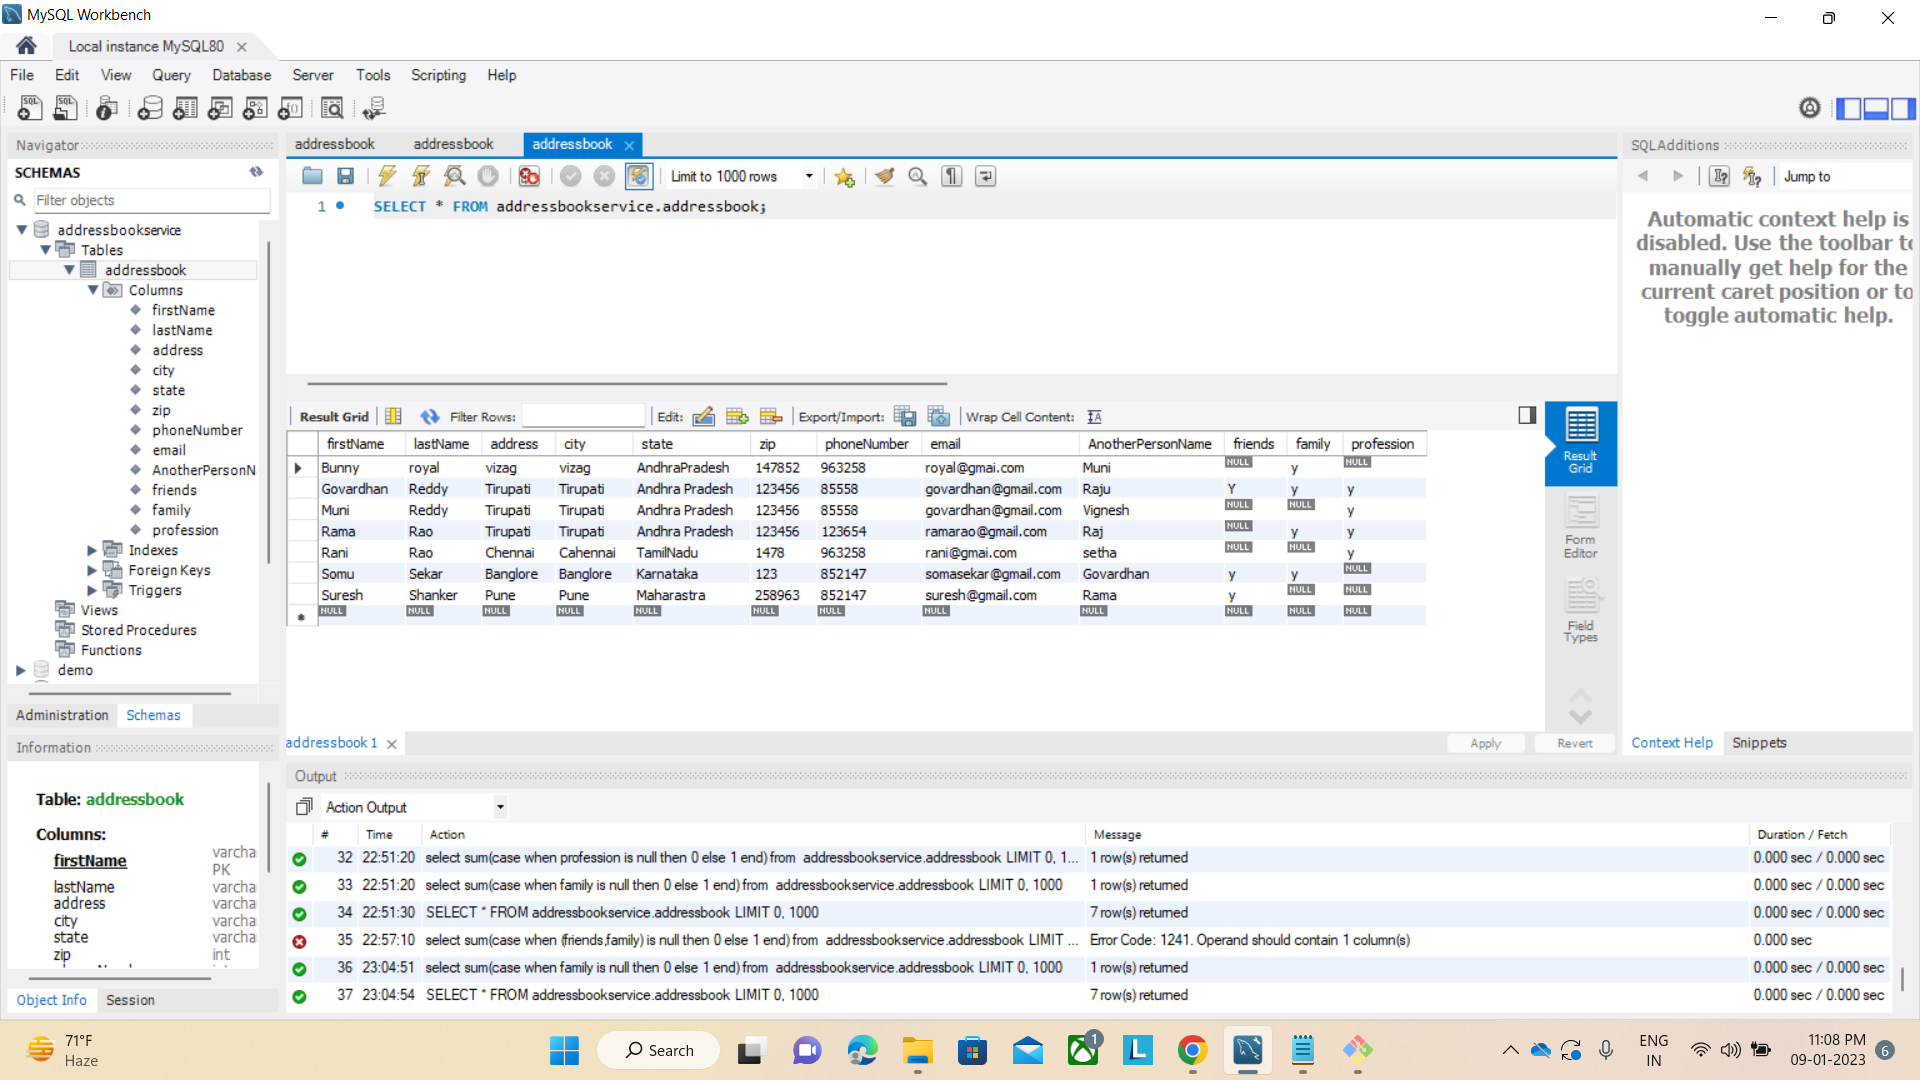 MySQL Workbench
Local instance MySQL80
File Edit View Query Database Server Tools Scripting Help
Navigator
SCHEMAS
Filter objects
addressbookservice
Tables
addressbook
Columns
firstName
lastName
address
city
state
zip
phoneNumber
email
AnotherPersonN
friends
family
profession
Indexes
Foreign Keys
Triggers
Views
Stored Procedures
Functions
demo
Administration Schemas
Information
Table: addressbook
Columns:
firstName varcha
PK
lastName varcha
address varcha
city varcha
state varcha
zip int
Object Info Session
addressbook addressbook addressbook
Limit to 1000 rows
1 SELECT * FROM addressbookservice.addressbook;
Result Grid Filter Rows: Edit: Export/Import: Wrap Cell Content:
firstName lastName address city state zip phoneNumber email AnotherPersonName friends family profession
Bunny royal vizag vizag AndhraPradesh 147852 963258 royal@gmai.com Muni NULL y NULL
Govardhan Reddy Tirupati Tirupati Andhra Pradesh 123456 85558 govardhan@gmail.com Raju Y y y
Muni Reddy Tirupati Tirupati Andhra Pradesh 123456 85558 govardhan@gmail.com Vignesh NULL NULL y
Rama Rao Tirupati Tirupati Andhra Pradesh 123456 123654 ramarao@gmail.com Raj NULL y y
Rani Rao Chennai Cahennai TamilNadu 1478 963258 rani@gmai.com setha NULL NULL y
Somu Sekar Banglore Banglore Karnataka 123 852147 somasekar@gmail.com Govardhan y y NULL
Suresh Shanker Pune Pune Maharastra 258963 852147 suresh@gmail.com Rama y NULL NULL
NULL NULL NULL NULL NULL NULL NULL NULL NULL NULL NULL NULL
Result
Grid
Form
Editor
Field
Types
addressbook 1
Apply Revert
SQLAdditions
Jump to
Automatic context help is
disabled. Use the toolbar to
manually get help for the
current caret position or to
toggle automatic help.
Context Help Snippets
Output
Action Output
# Time Action Message Duration / Fetch
32 22:51:20 select sum(case when profession is null then 0 else 1 end) from addressbookservice.addressbook LIMIT 0, 1... 1 row(s) returned 0.000 sec / 0.000 sec
33 22:51:20 select sum(case when family is null then 0 else 1 end) from addressbookservice.addressbook LIMIT 0, 1000 1 row(s) returned 0.000 sec / 0.000 sec
34 22:51:30 SELECT * FROM addressbookservice.addressbook LIMIT 0, 1000 7 row(s) returned 0.000 sec / 0.000 sec
35 22:57:10 select sum(case when (friends,family) is null then 0 else 1 end) from addressbookservice.addressbook LIMIT ... Error Code: 1241. Operand should contain 1 column(s) 0.000 sec
36 23:04:51 select sum(case when family is null then 0 else 1 end) from addressbookservice.addressbook LIMIT 0, 1000 1 row(s) returned 0.000 sec / 0.000 sec
37 23:04:54 SELECT * FROM addressbookservice.addressbook LIMIT 0, 1000 7 row(s) returned 0.000 sec / 0.000 sec
71°F
Haze
Search
1
ENG
IN
11:08 PM
09-01-2023
6